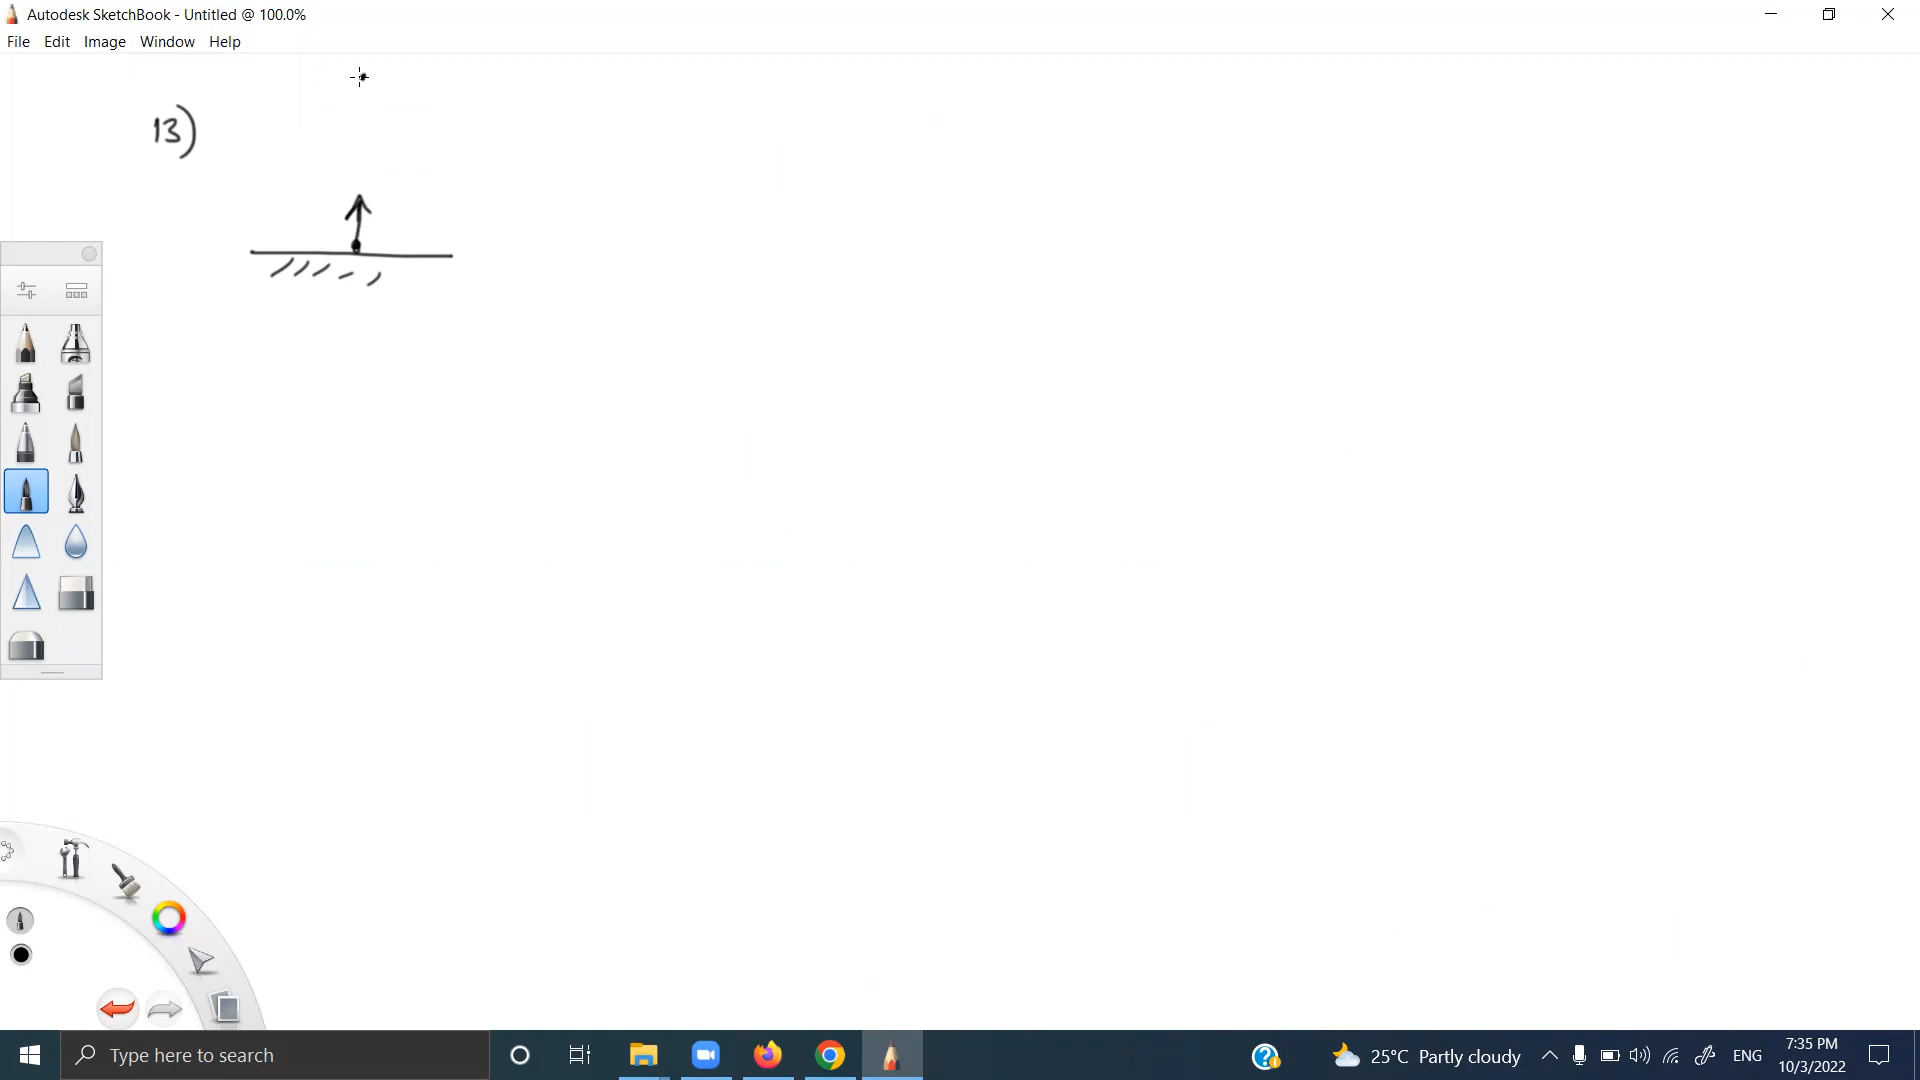 Autodesk SketchBook - Untitled @ 100.0%
File Edit Image Window Help
13)
Type here to search
25°C Partly cloudy
ENG
7:35 PM
10/3/2022